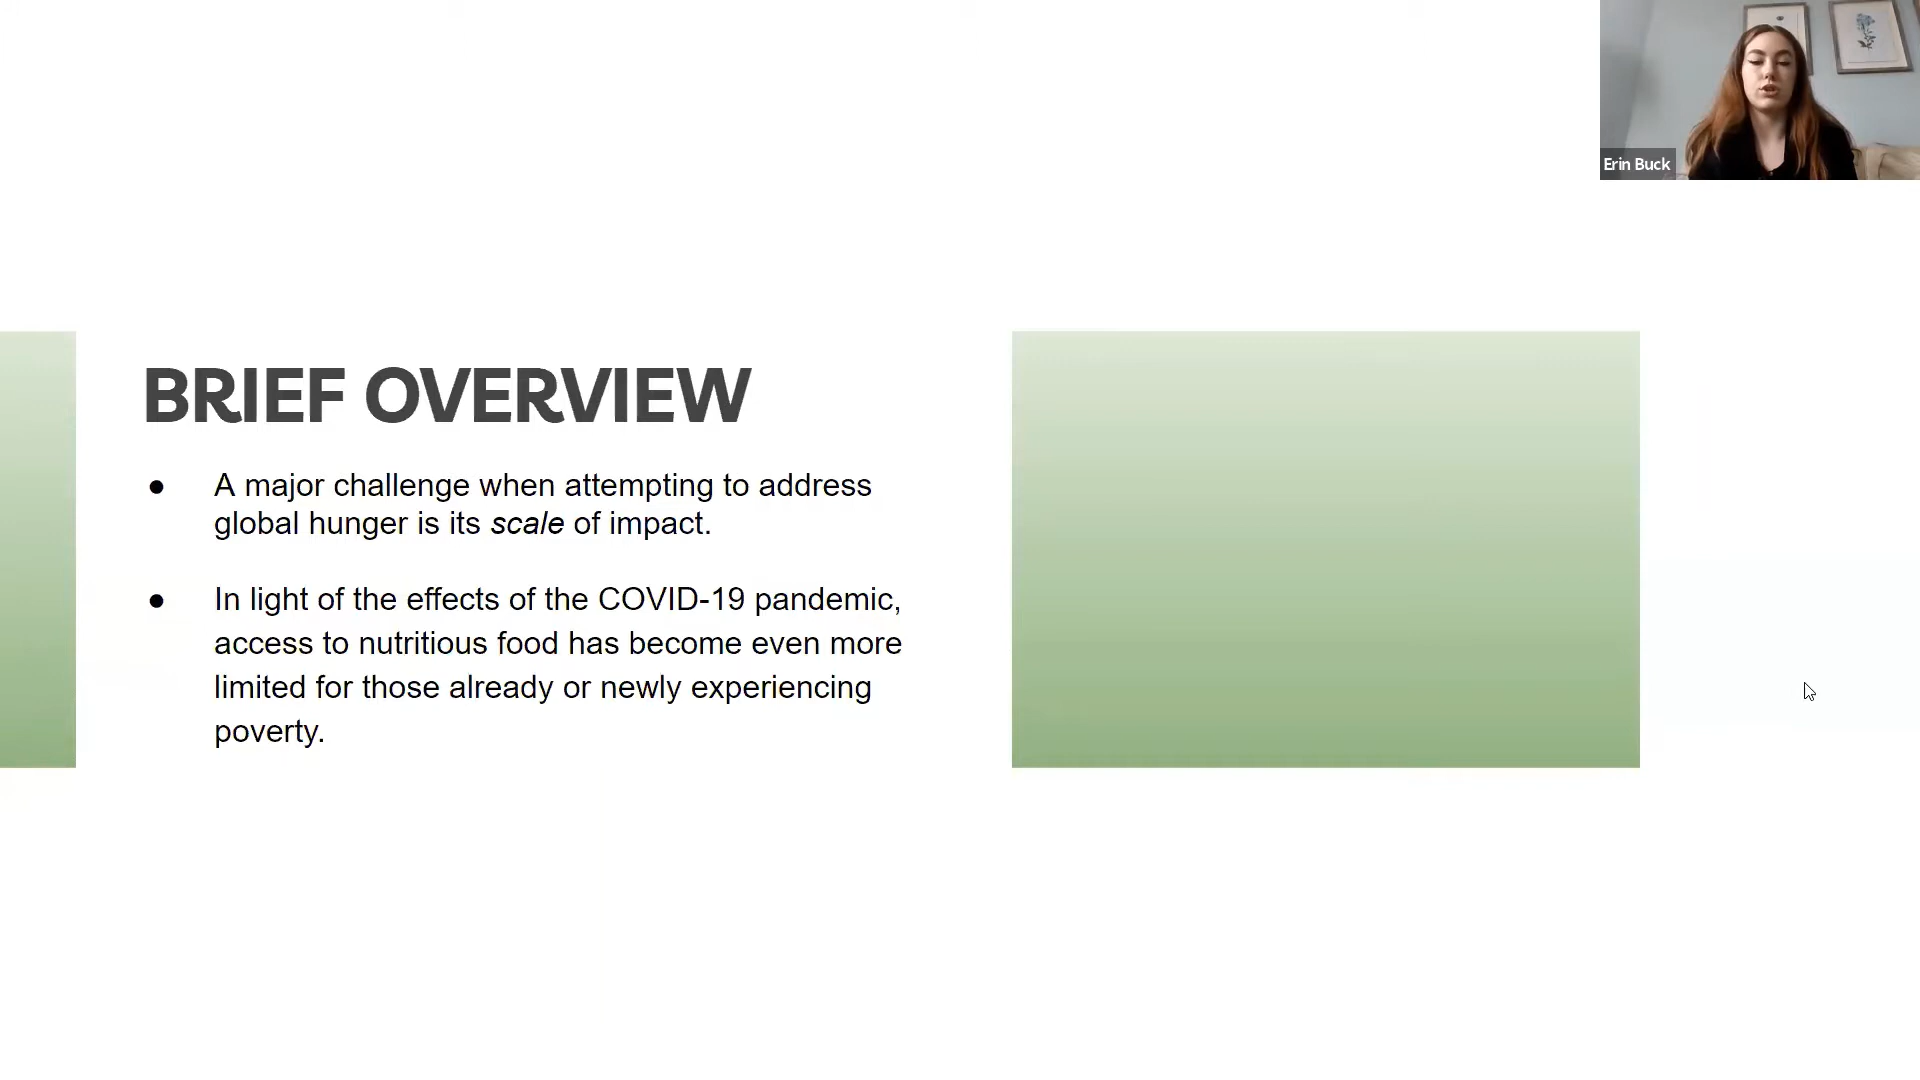 Erin Buck
BRIEF OVERVIEW
● A major challenge when attempting to address
global hunger is its scale of impact.
● In light of the effects of the COVID-19 pandemic,
access to nutritious food has become even more
limited for those already or newly experiencing
poverty.